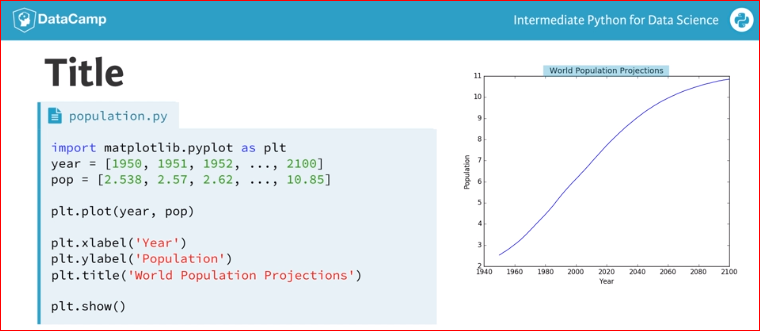 DataCamp
Intermediate Python for Data Science
Title
population.py
import matplotlib.pyplot as plt
year = [1950, 1951, 1952, ..., 2100]
pop = [2.538, 2.57, 2.62, ..., 10.85]
plt.plot(year, pop)
plt.xlabel('Year')
plt.ylabel('Population')
plt.title('World Population Projections')
plt.show()
World Population Projections
11
10
9
8
7
6
5
4
3
2
Population
1940 1960 1980 2000 2020 2040 2060 2080 2100
Year